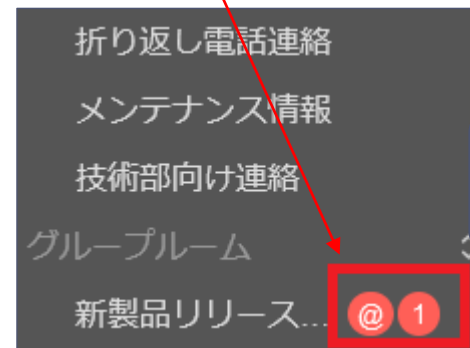 折り返し電話連絡
メンテナンス情報
技術部向け連絡
グループルーム
新製品リリース... @ 1